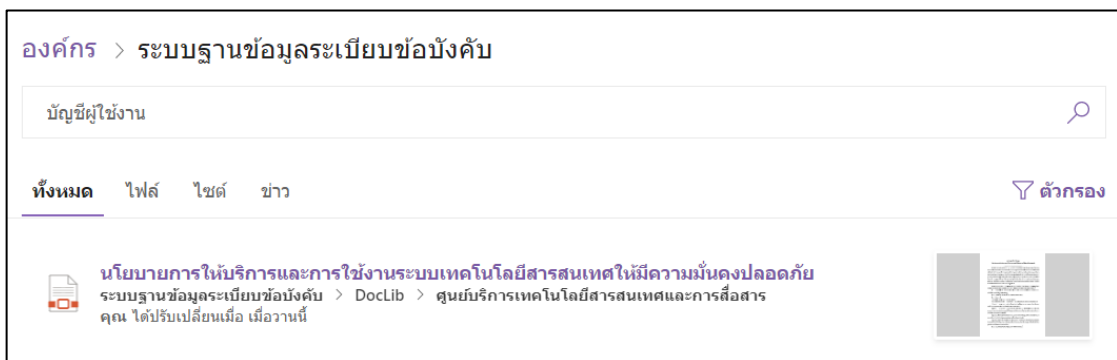 องค์กร > ระบบฐานข้อมูลระเบียบข้อบังคับ
บัญชีผู้ใช้งาน
ทั้งหมด ไฟล์ ไซต์ ข่าว ตัวกรอง
นโยบายการให้บริการและการใช้งานระบบเทคโนโลยีสารสนเทศให้มีความมั่นคงปลอดภัย
ระบบฐานข้อมูลระเบียบข้อบังคับ > DocLib > ศูนย์บริการเทคโนโลยีสารสนเทศและการสื่อสาร
คุณ ได้ปรับเปลี่ยนเมื่อ เมื่อวานนี้